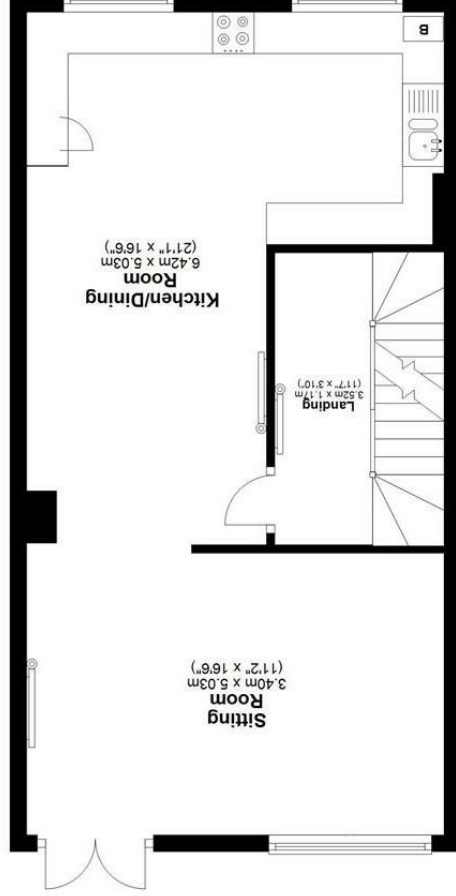 Sitting
Room
3.40m x 5.03m
(11'2" x 16'6")
Landing
3.52m x 1.17m
(11'7" x 3'10")
Kitchen/Dining
Room
6.42m x 5.03m
(21'1" x 16'6")
B